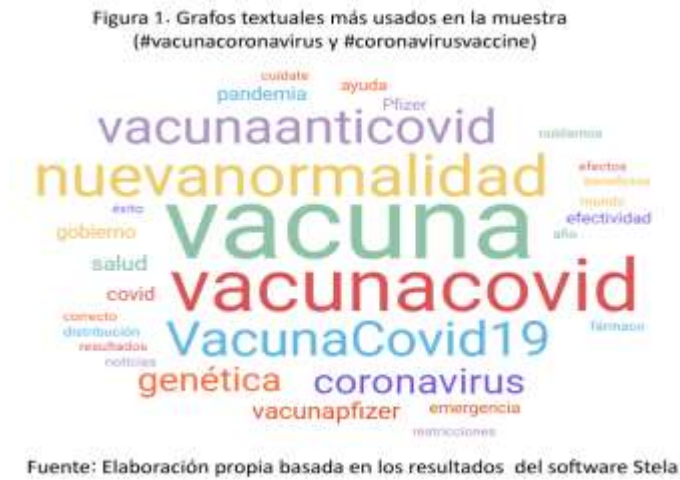 Figura 1. Grafos textuales más usados en la muestra
(#vacunacoronavirus y #coronavirusvaccine)
cuídate
ayuda
pandemia
Pfizer
vacunaanticovid
efectos
nuevanormalidad
beneficios
mundo
éxito
efectividad
vacuna
gobierno
año
salud
covid
vacunacovid
correcto
distribución
VacunaCovid19
fármaco
resultados
noticias
genética
coronavirus
vacunapfizer
emergencia
restricciones
Fuente: Elaboración propia basada en los resultados del software Stela